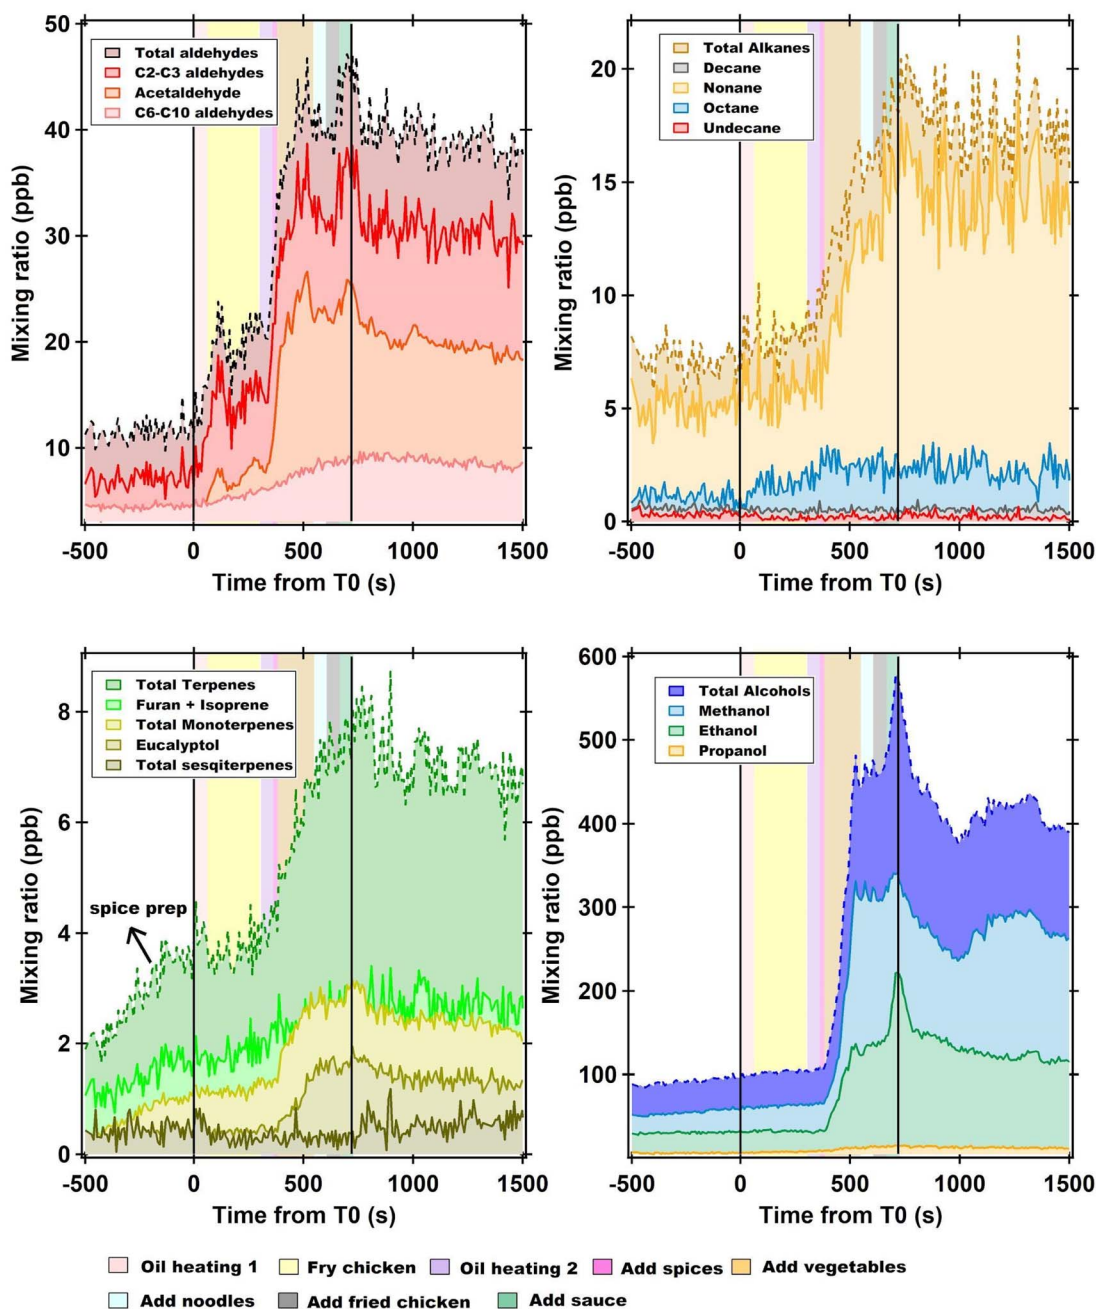 50
40
30
20
10
Mixing ratio (ppb)
Total aldehydes
C2-C3 aldehydes
Acetaldehyde
C6-C10 aldehydes
-500 0 500 1000 1500
Time from T0 (s)
20
15
10
5
0
Mixing ratio (ppb)
Total Alkanes
Decane
Nonane
Octane
Undecane
-500 0 500 1000 1500
Time from T0 (s)
8
6
4
2
0
Mixing ratio (ppb)
Total Terpenes
Furan + Isoprene
Total Monoterpenes
Eucalyptol
Total sesqiterpenes
spice prep
-500 0 500 1000 1500
Time from T0 (s)
600
500
400
300
200
100
Mixing ratio (ppb)
Total Alcohols
Methanol
Ethanol
Propanol
-500 0 500 1000 1500
Time from T0 (s)
Oil heating 1 Fry chicken Oil heating 2 Add spices Add vegetables
Add noodles Add fried chicken Add sauce